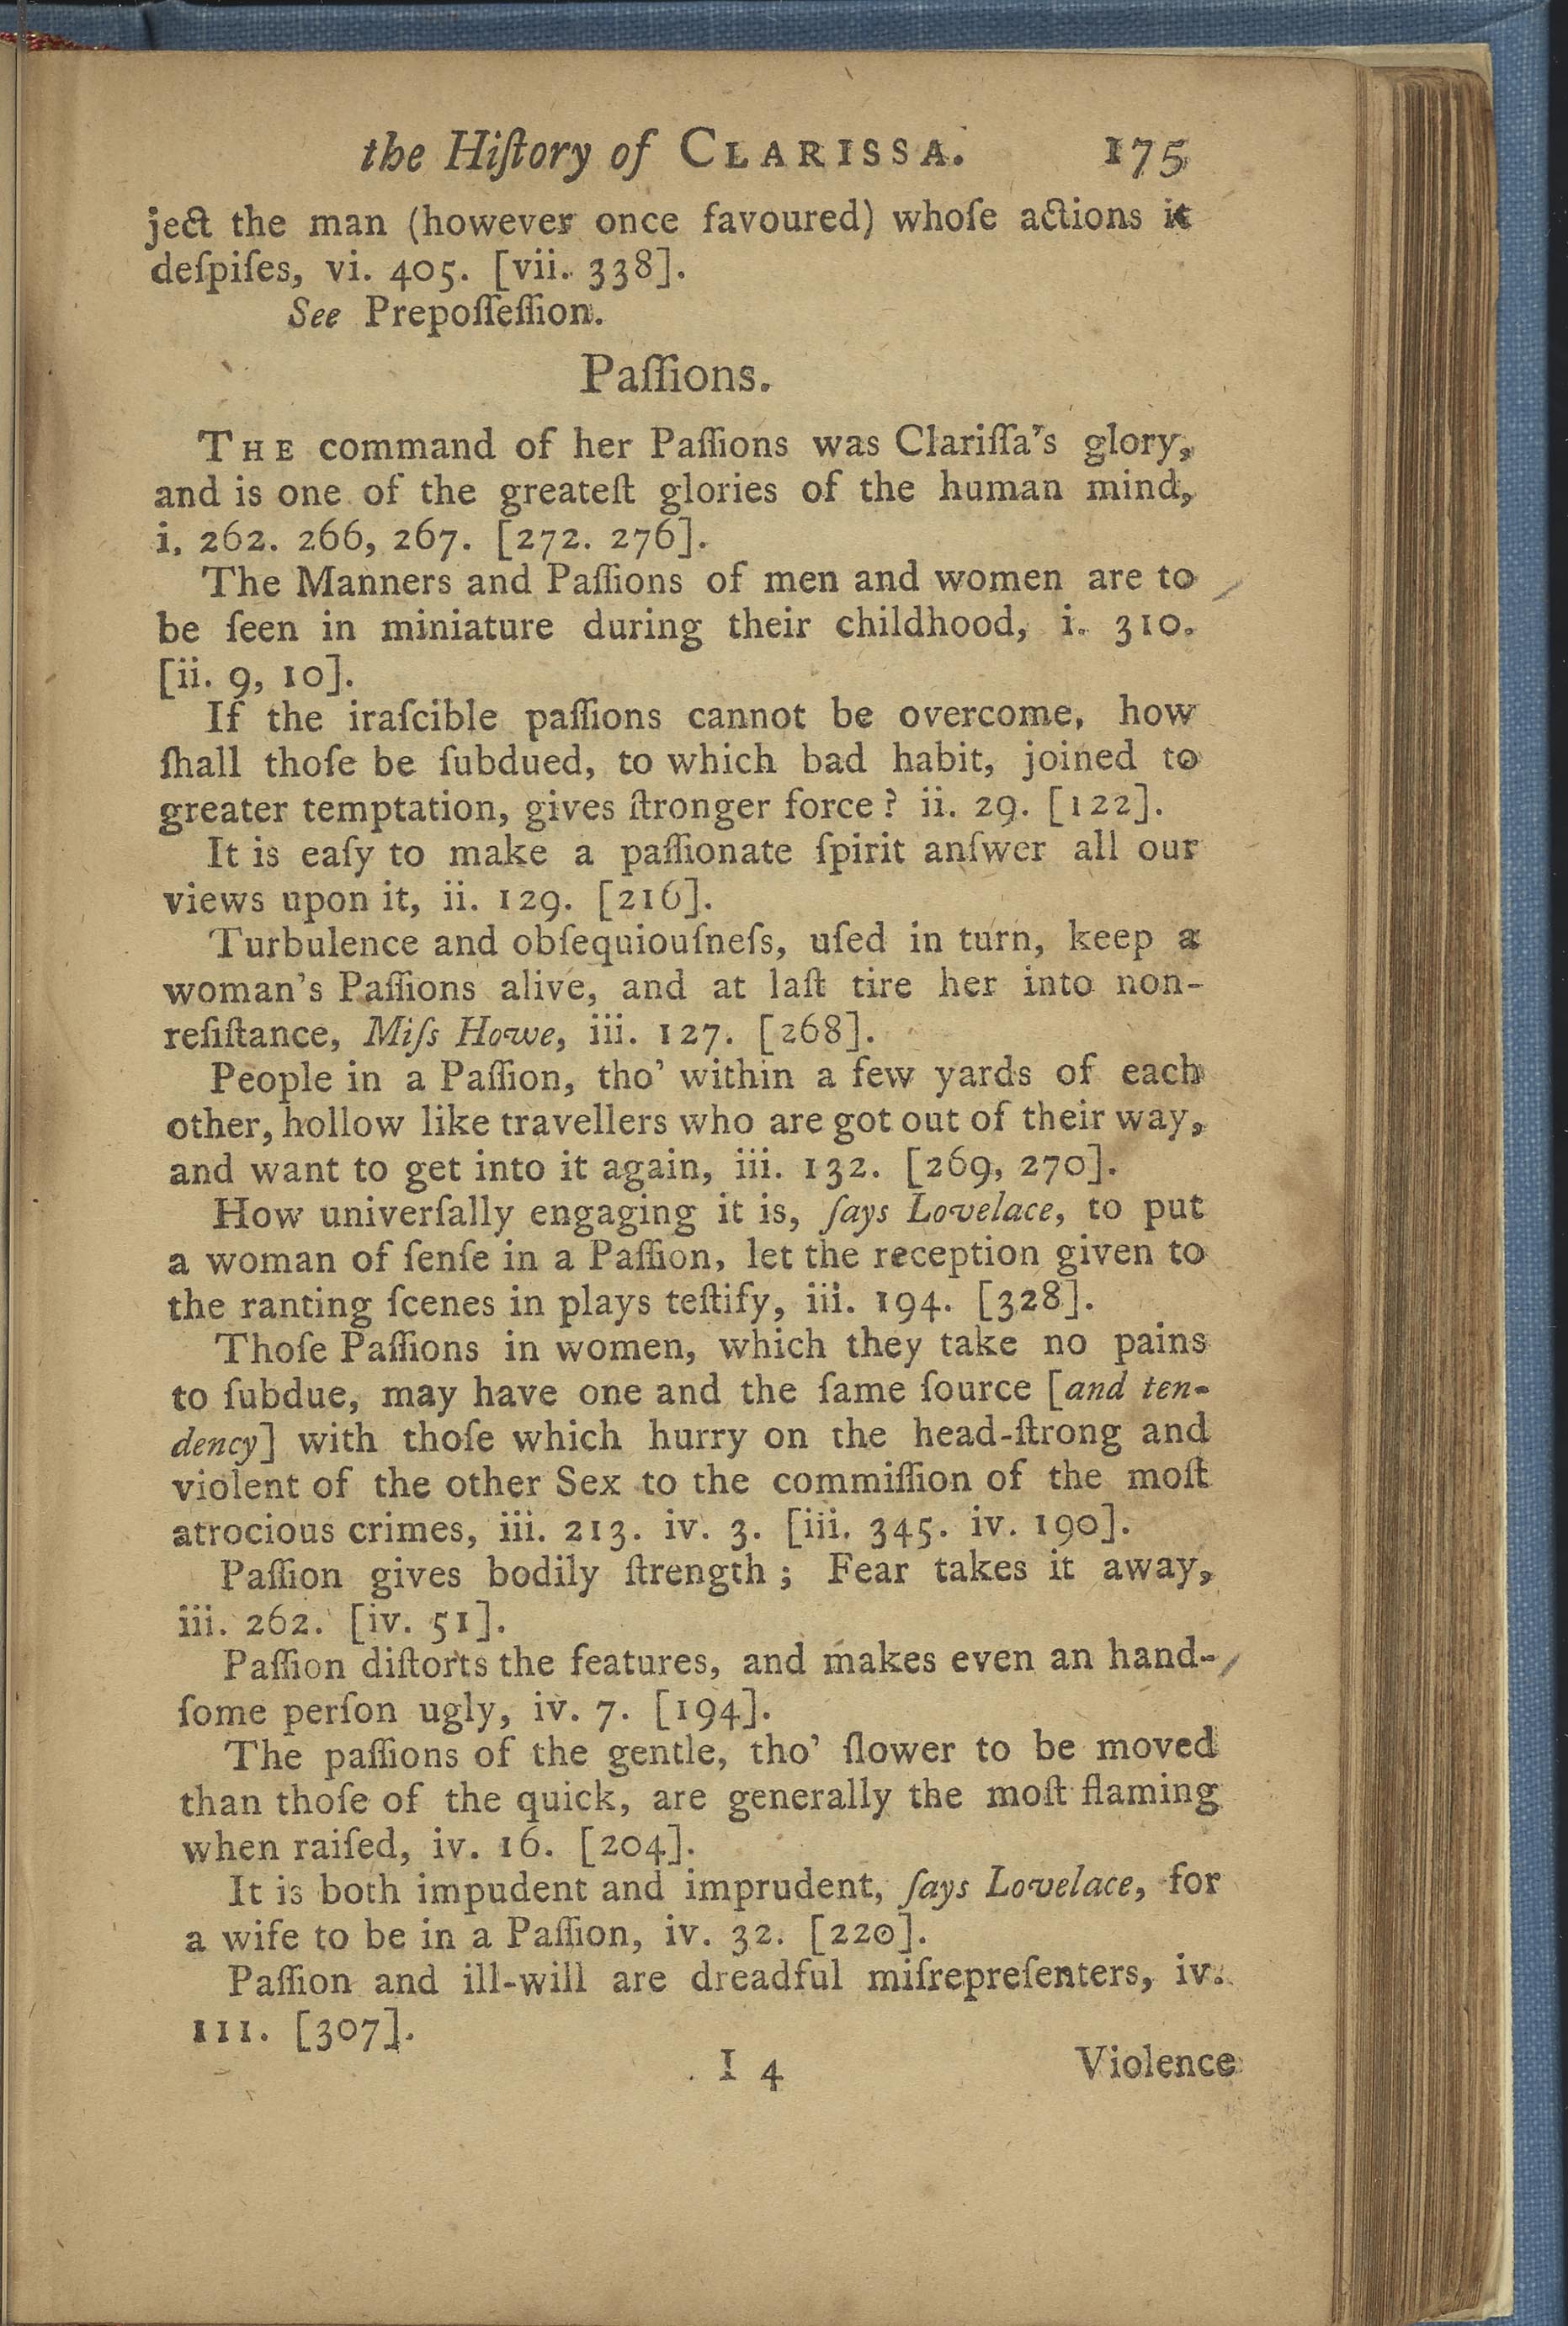 the Hiſtory of CLARISSA. 175
ject the man (however once favoured) whoſe actions it
deſpiſes, vi. 405. [vii. 338].
See Prepoſſeſſion.
Paſſions.
THE command of her Paſſions was Clariſſa's glory,
and is one of the greateſt glories of the human mind,
i. 262. 266, 267. [272. 276].
The Manners and Paſſions of men and women are to
be ſeen in miniature during their childhood, i. 310.
[ii. 9, 10].
If the iraſcible paſſions cannot be overcome, how
ſhall thoſe be ſubdued, to which bad habit, joined to
greater temptation, gives ſtronger force? ii. 29. [122].
It is eaſy to make a paſſionate ſpirit anſwer all our
views upon it, ii. 129. [216].
Turbulence and obſequiouſneſs, uſed in turn, keep a
woman's Paſſions alive, and at laſt tire her into non-
reſiſtance, Miſs Howe, iii. 127. [268].
People in a Paſſion, tho' within a few yards of each
other, hollow like travellers who are got out of their way,
and want to get into it again, iii. 132. [269, 270].
How univerſally engaging it is, ſays Lovelace, to put
a woman of ſenſe in a Paſſion, let the reception given to
the ranting ſcenes in plays teſtify, iii. 194. [328].
Thoſe Paſſions in women, which they take no pains
to ſubdue, may have one and the ſame ſource [and ten-
dency] with thoſe which hurry on the head-ſtrong and
violent of the other Sex to the commiſſion of the moſt
atrocious crimes, iii. 213. iv. 3. [iii. 345. iv. 190].
Paſſion gives bodily ſtrength; Fear takes it away,
iii. 262. [iv. 51].
Paſſion diſtorts the features, and makes even an hand-
ſome perſon ugly, iv. 7. [194].
The paſſions of the gentle, tho' ſlower to be moved
than thoſe of the quick, are generally the moſt flaming
when raiſed, iv. 16. [204].
It is both impudent and imprudent, ſays Lovelace, for
a wife to be in a Paſſion, iv. 32. [220].
Paſſion and ill-will are dreadful miſrepreſenters, iv.
111. [307].
I 4 Violence